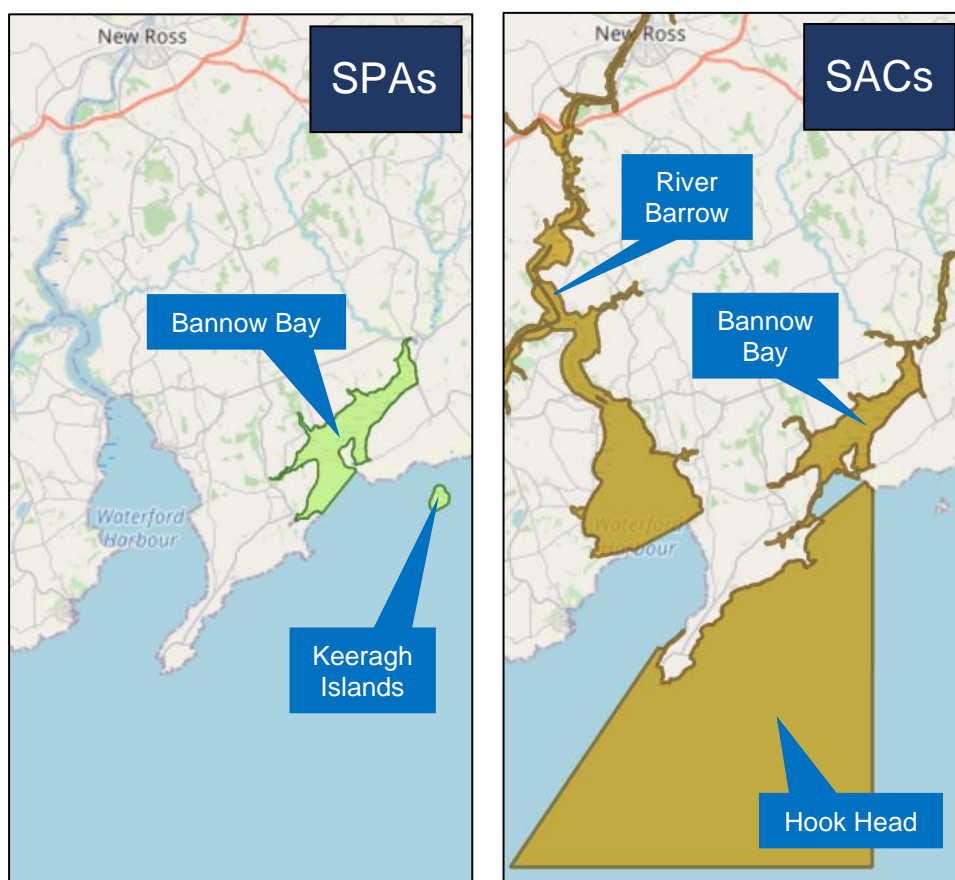 New Ross
SPAs
Bannow Bay
Waterford
Harbour
Keeragh
Islands
New Ross
SACs
River
Barrow
Bannow
Bay
Waterford
Harbour
Hook Head